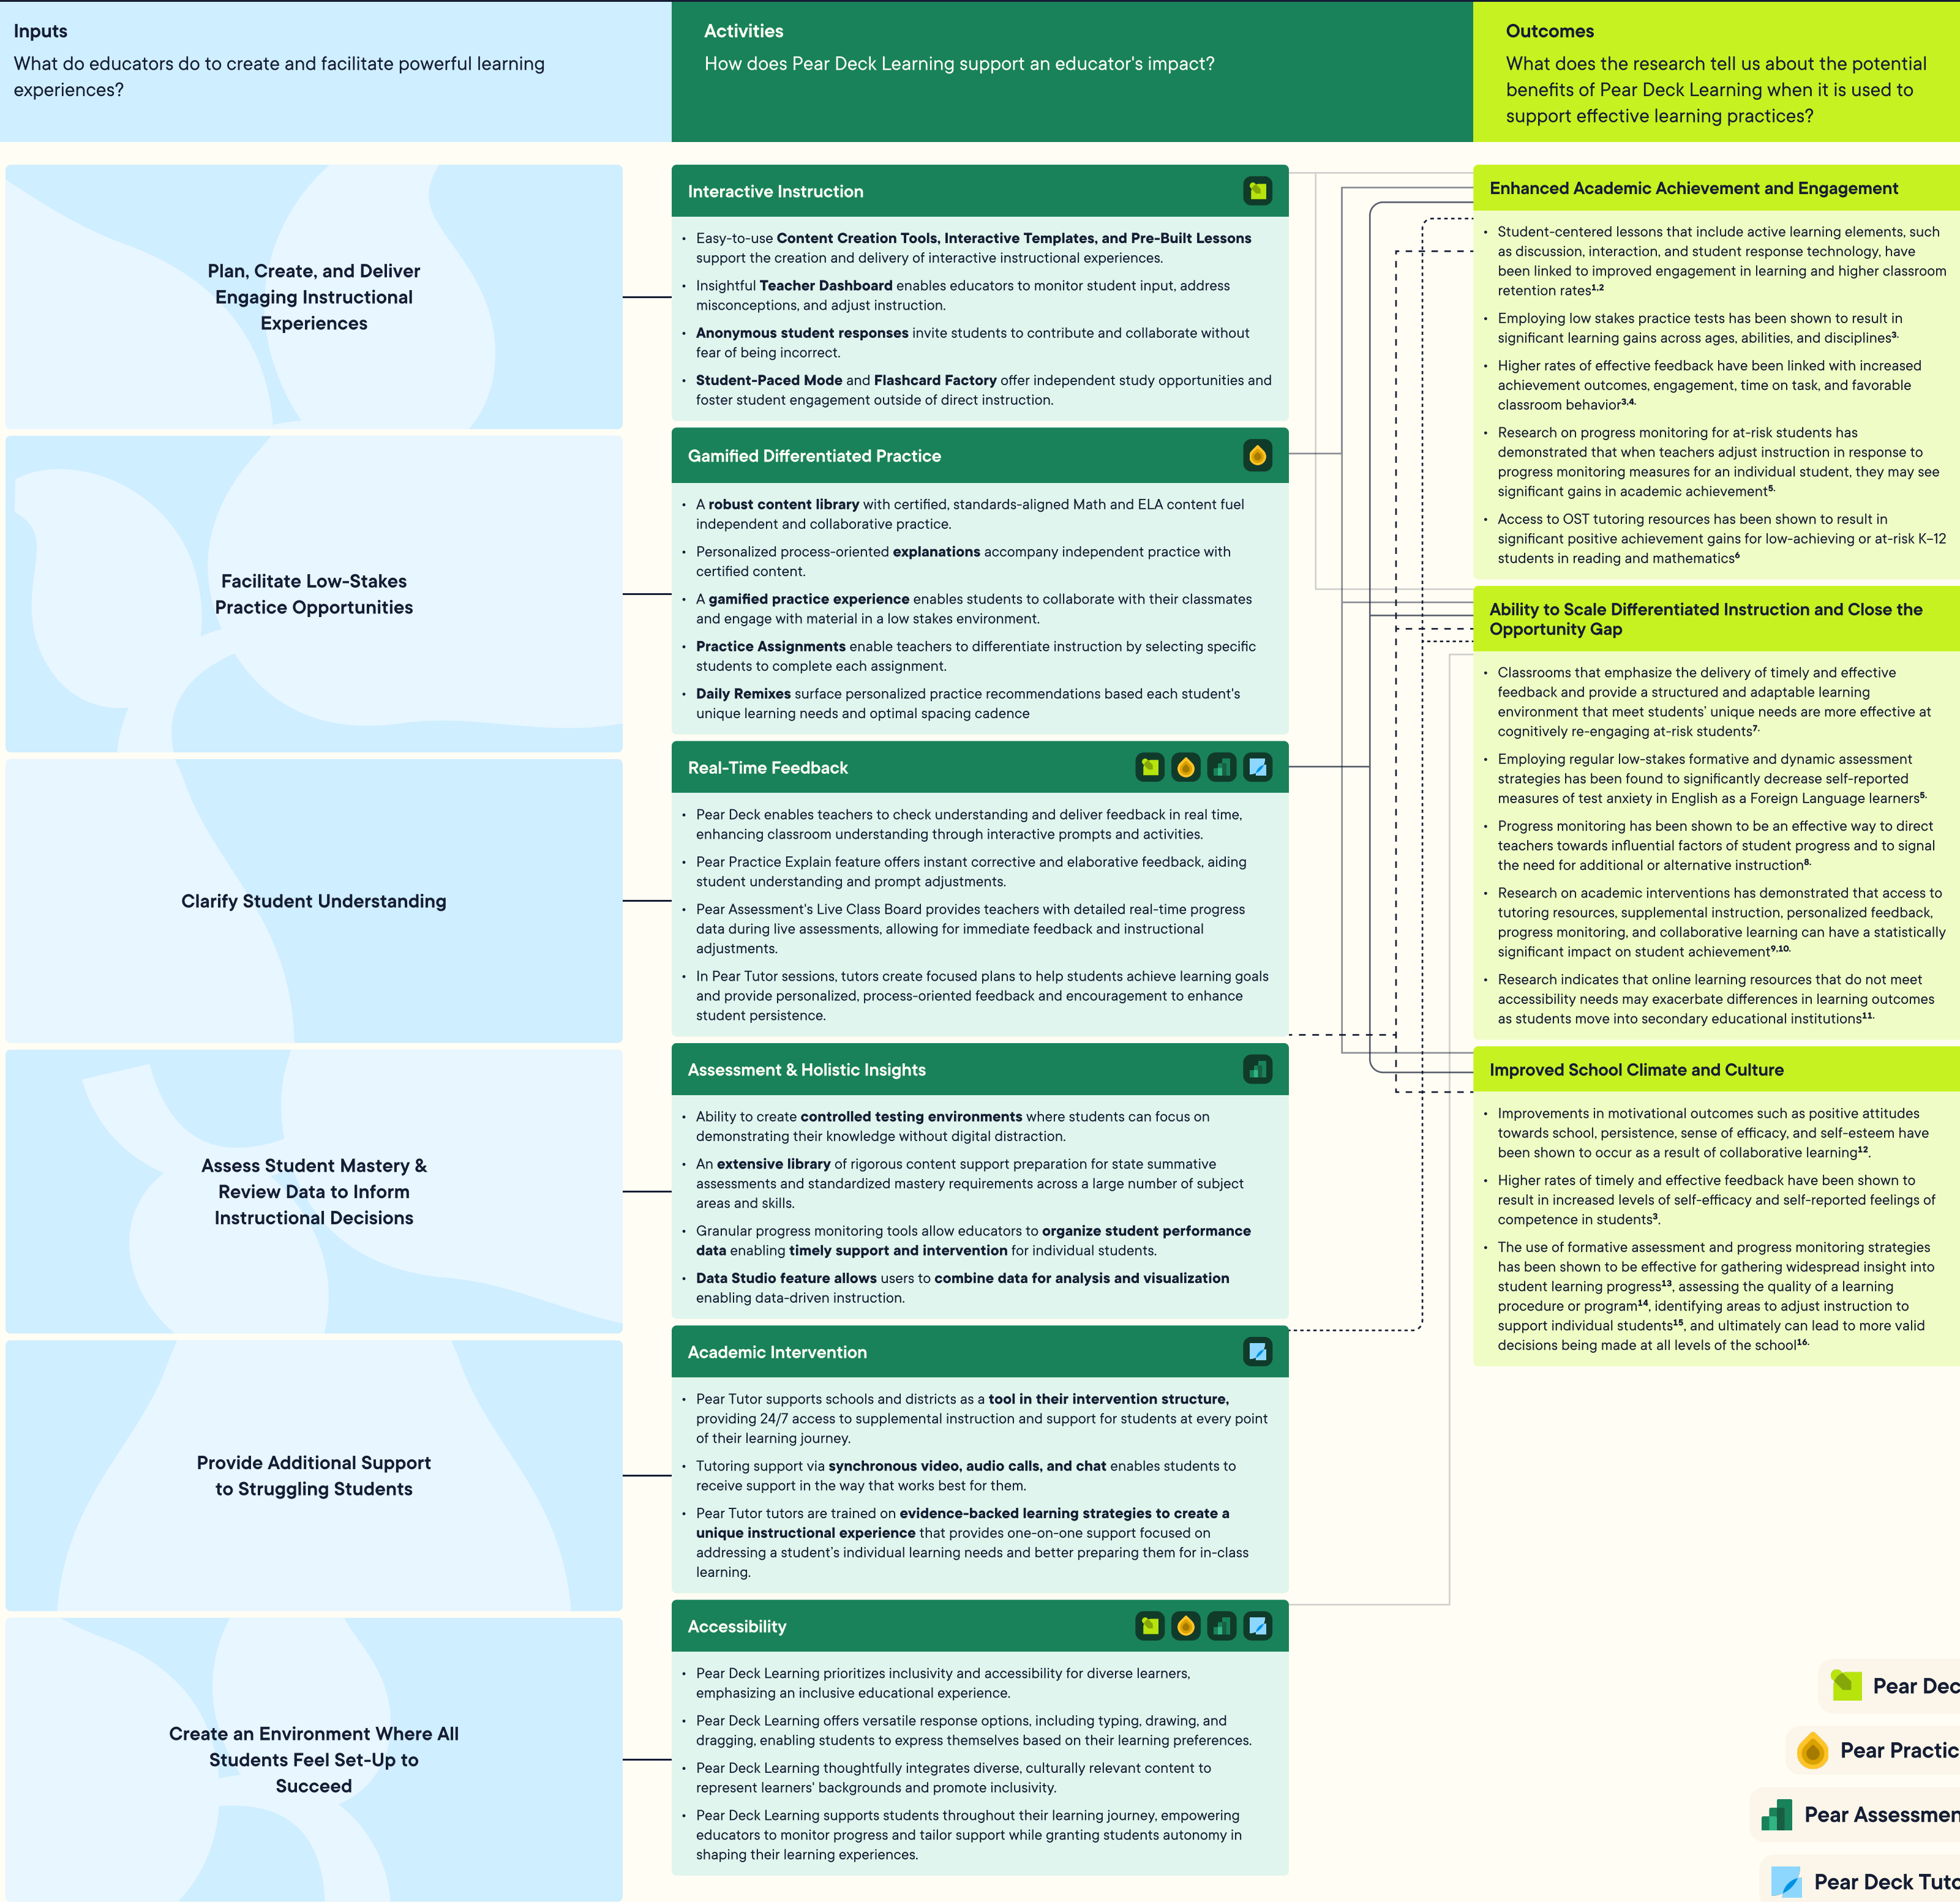 Inputs
What do educators do to create and facilitate powerful learning
experiences?
Activities
How does Pear Deck Learning support an educator's impact?
Outcomes
What does the research tell us about the potential
benefits of Pear Deck Learning when it is used to
support effective learning practices?
Plan, Create, and Deliver
Engaging Instructional
Experiences
Facilitate Low-Stakes
Practice Opportunities
Clarify Student Understanding
Assess Student Mastery &
Review Data to Inform
Instructional Decisions
Provide Additional Support
to Struggling Students
Create an Environment Where All
Students Feel Set-Up to
Succeed
Interactive Instruction
• Easy-to-use Content Creation Tools, Interactive Templates, and Pre-Built Lessons
support the creation and delivery of interactive instructional experiences.
• Insightful Teacher Dashboard enables educators to monitor student input, address
misconceptions, and adjust instruction.
• Anonymous student responses invite students to contribute and collaborate without
fear of being incorrect.
• Student-Paced Mode and Flashcard Factory offer independent study opportunities and
foster student engagement outside of direct instruction.
Gamified Differentiated Practice
• A robust content library with certified, standards-aligned Math and ELA content fuel
independent and collaborative practice.
• Personalized process-oriented explanations accompany independent practice with
certified content.
• A gamified practice experience enables students to collaborate with their classmates
and engage with material in a low stakes environment.
• Practice Assignments enable teachers to differentiate instruction by selecting specific
students to complete each assignment.
• Daily Remixes surface personalized practice recommendations based each student's
unique learning needs and optimal spacing cadence
Real-Time Feedback
• Pear Deck enables teachers to check understanding and deliver feedback in real time,
enhancing classroom understanding through interactive prompts and activities.
• Pear Practice Explain feature offers instant corrective and elaborative feedback, aiding
student understanding and prompt adjustments.
• Pear Assessment's Live Class Board provides teachers with detailed real-time progress
data during live assessments, allowing for immediate feedback and instructional
adjustments.
• In Pear Tutor sessions, tutors create focused plans to help students achieve learning goals
and provide personalized, process-oriented feedback and encouragement to enhance
student persistence.
Assessment & Holistic Insights
• Ability to create controlled testing environments where students can focus on
demonstrating their knowledge without digital distraction.
• An extensive library of rigorous content support preparation for state summative
assessments and standardized mastery requirements across a large number of subject
areas and skills.
• Granular progress monitoring tools allow educators to organize student performance
data enabling timely support and intervention for individual students.
• Data Studio feature allows users to combine data for analysis and visualization
enabling data-driven instruction.
Academic Intervention
• Pear Tutor supports schools and districts as a tool in their intervention structure,
providing 24/7 access to supplemental instruction and support for students at every point
of their learning journey.
• Tutoring support via synchronous video, audio calls, and chat enables students to
receive support in the way that works best for them.
• Pear Tutor tutors are trained on evidence-backed learning strategies to create a
unique instructional experience that provides one-on-one support focused on
addressing a student's individual learning needs and better preparing them for in-class
learning.
Accessibility
• Pear Deck Learning prioritizes inclusivity and accessibility for diverse learners,
emphasizing an inclusive educational experience.
• Pear Deck Learning offers versatile response options, including typing, drawing, and
dragging, enabling students to express themselves based on their learning preferences.
• Pear Deck Learning thoughtfully integrates diverse, culturally relevant content to
represent learners' backgrounds and promote inclusivity.
• Pear Deck Learning supports students throughout their learning journey, empowering
educators to monitor progress and tailor support while granting students autonomy in
shaping their learning experiences.
Enhanced Academic Achievement and Engagement
• Student-centered lessons that include active learning elements, such
as discussion, interaction, and student response technology, have
been linked to improved engagement in learning and higher classroom
retention rates1,2
• Employing low stakes practice tests has been shown to result in
significant learning gains across ages, abilities, and disciplines3.
• Higher rates of effective feedback have been linked with increased
achievement outcomes, engagement, time on task, and favorable
classroom behavior3,4.
• Research on progress monitoring for at-risk students has
demonstrated that when teachers adjust instruction in response to
progress monitoring measures for an individual student, they may see
significant gains in academic achievement5.
• Access to OST tutoring resources has been shown to result in
significant positive achievement gains for low-achieving or at-risk K–12
students in reading and mathematics6
Ability to Scale Differentiated Instruction and Close the
Opportunity Gap
• Classrooms that emphasize the delivery of timely and effective
feedback and provide a structured and adaptable learning
environment that meet students' unique needs are more effective at
cognitively re-engaging at-risk students7.
• Employing regular low-stakes formative and dynamic assessment
strategies has been found to significantly decrease self-reported
measures of test anxiety in English as a Foreign Language learners5.
• Progress monitoring has been shown to be an effective way to direct
teachers towards influential factors of student progress and to signal
the need for additional or alternative instruction8.
• Research on academic interventions has demonstrated that access to
tutoring resources, supplemental instruction, personalized feedback,
progress monitoring, and collaborative learning can have a statistically
significant impact on student achievement9,10.
• Research indicates that online learning resources that do not meet
accessibility needs may exacerbate differences in learning outcomes
as students move into secondary educational institutions11.
Improved School Climate and Culture
• Improvements in motivational outcomes such as positive attitudes
towards school, persistence, sense of efficacy, and self-esteem have
been shown to occur as a result of collaborative learning12.
• Higher rates of timely and effective feedback have been shown to
result in increased levels of self-efficacy and self-reported feelings of
competence in students3.
• The use of formative assessment and progress monitoring strategies
has been shown to be effective for gathering widespread insight into
student learning progress13, assessing the quality of a learning
procedure or program14, identifying areas to adjust instruction to
support individual students15, and ultimately can lead to more valid
decisions being made at all levels of the school16.
Pear Dec
Pear Practic
Pear Assessmen
Pear Deck Tuto